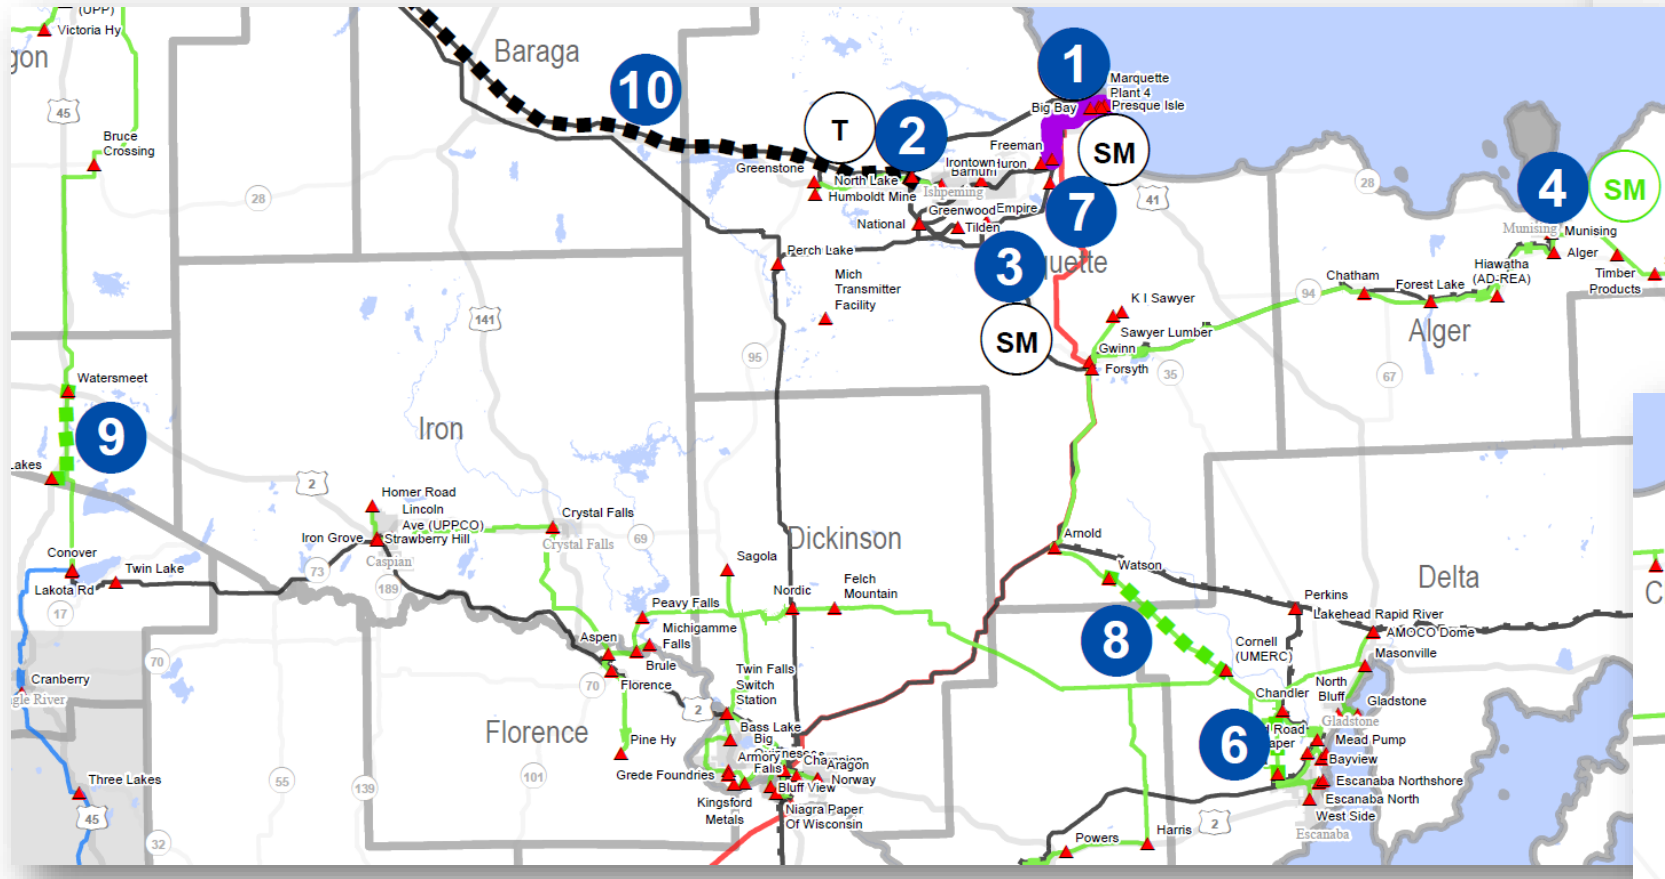 (UPP)
Victoria Hy
Baraga
45
Bruce
Crossing
28
10
1
Marquette
Plant 4
Presque Isle
Big Bay
T
2
Freeman
SM
Greenstone
Irontown
Barnum
North Lake
Ishpeming
Humboldt Mine
7
41
28
4
SM
Greenwood
Empire
National
Tilden
Munising
Munising
Perch Lake
3
Alger
Hiawatha
(AD-REA)
Timber
Products
Mich
Transmitter
Facility
Chatham
Forest Lake
94
K I Sawyer
Sawyer Lumber
141
Alger
SM
95
Gwinn
Forsyth
35
67
Watersmeet
9
Iron
2
Homer Road
Lincoln
Ave (UPPCO)
Iron Grove
Strawberry Hill
Caspian
Crystal Falls
Crystal Falls
69
Dickinson
Arnold
Conover
Twin Lake
Lakota Rd
17
73
189
Sagola
Nordic
Felch
Mountain
Watson
Delta
Perkins
Lakehead Rapid River
AMOCO Dome
Peavy Falls
Michigamme
Falls
Aspen
Brule
Florence
8
Cornell
(UMERC)
Masonville
70
70
Cranberry
Twin Falls
Switch
Station
2
Chandler
North
Bluff
Gladstone
Gladstone
Florence
Bass Lake
Big
6
Mead Pump
Pine Hy
Armory
Falls
Champion
Aragon
Norway
Bayview
Grede Foundries
Bluff View
Escanaba Northshore
Three Lakes
55
139
101
Kingsford
Metals
Niagra Paper
Of Wisconsin
Escanaba North
West Side
Escanaba
45
32
Powers
Harris
2